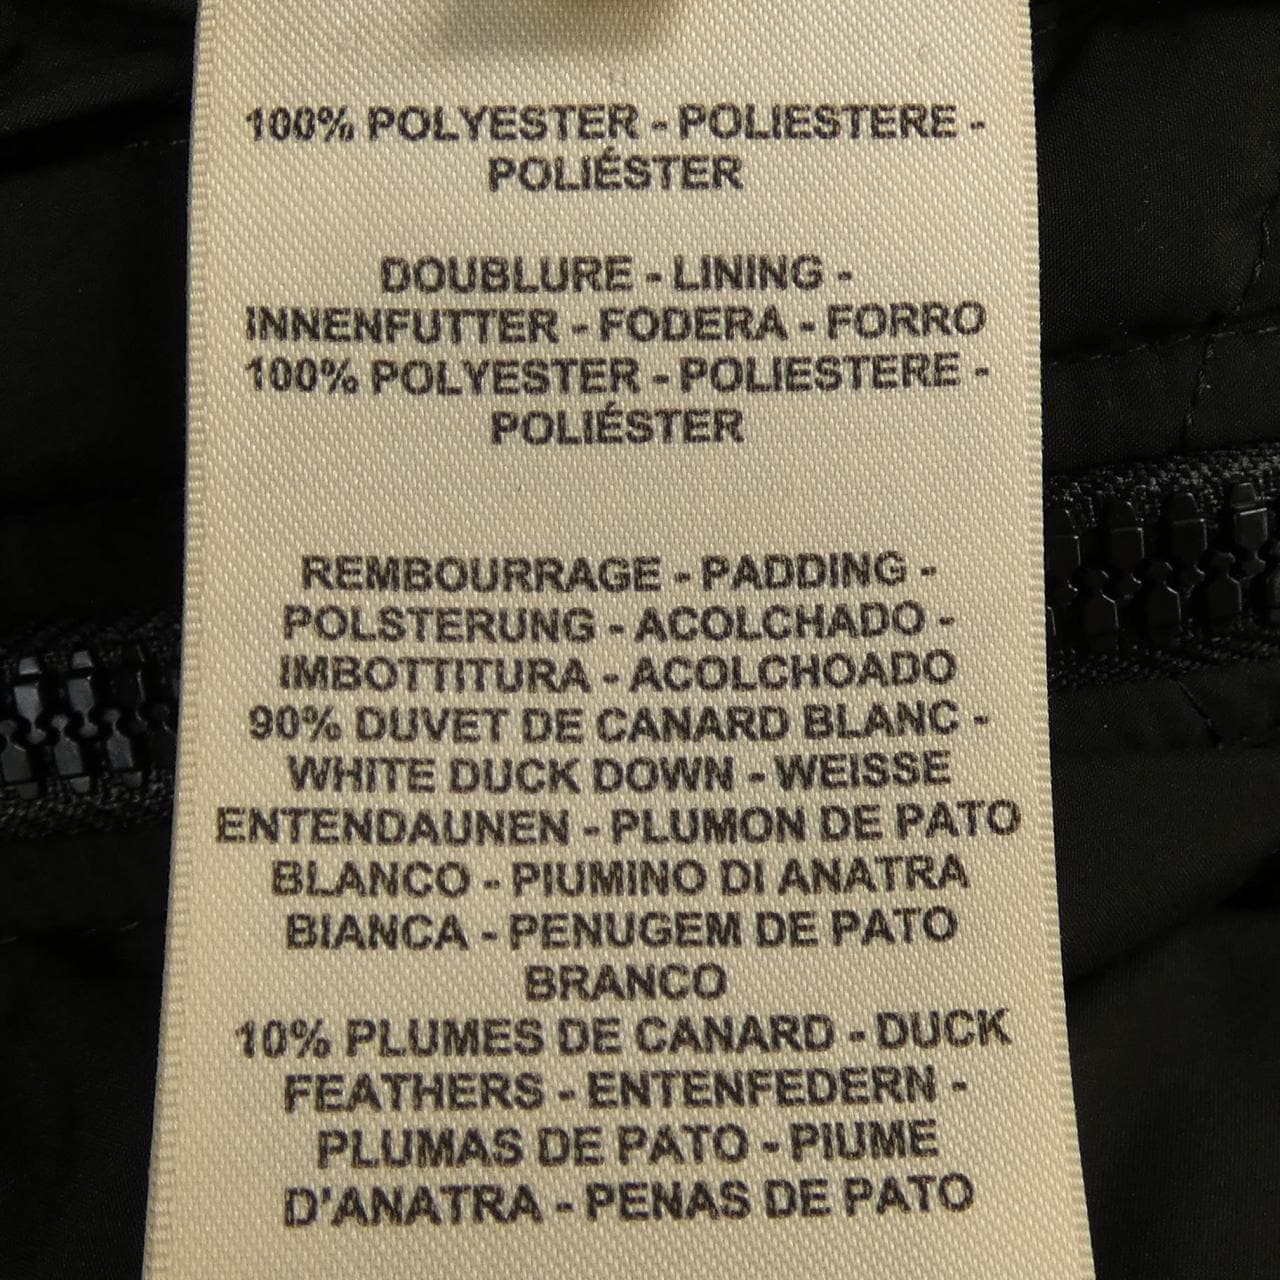 100% POLYESTER - POLIESTERE -
POLIÉSTER
DOUBLURE - LINING -
INNENFUTTER - FODERA - FORRO
100% POLYESTER - POLIESTERE -
POLIÉSTER
REMBOURRAGE - PADDING -
POLSTERUNG - ACOLCHADO -
IMBOTTITURA - ACOLCHOADO
90% DUVET DE CANARD BLANC -
WHITE DUCK DOWN - WEISSE
ENTENDAUNEN - PLUMON DE PATO
BLANCO - PIUMINO DI ANATRA
BIANCA - PENUGEM DE PATO
BRANCO
10% PLUMES DE CANARD - DUCK
FEATHERS - ENTENFEDERN -
PLUMAS DE PATO - PIUME
D'ANATRA - PENAS DE PATO